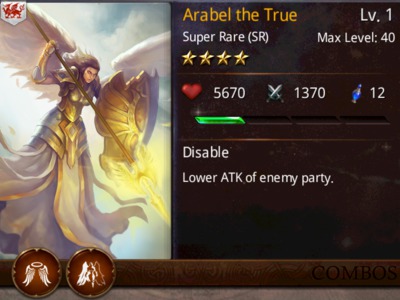 Arabel the True Lv. 1
Super Rare (SR) Max Level: 40
5670 1370 12
Disable
Lower ATK of enemy party.
COMBOS